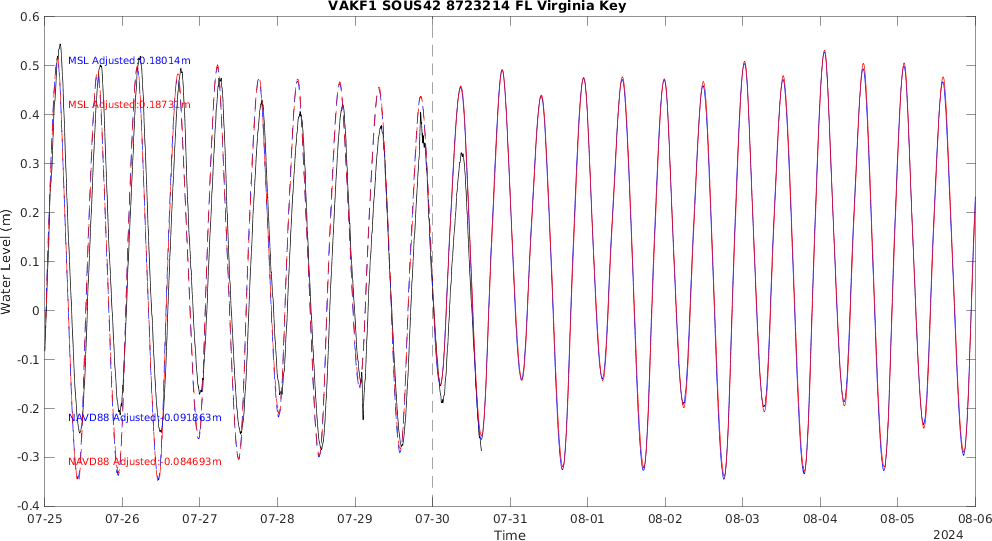 VAKF1 SOUS42 8723214 FL Virginia Key
0.6
0.5
0.4
0.3
0.2
0.1
0
-0.1
-0.2
-0.3
-0.4
Water Level (m)
MSL Adjusted:0.18014m
MSL Adjusted:0.18731m
NAVD88 Adjusted:-0.091863m
NAVD88 Adjusted:-0.084693m
07-25 07-26 07-27 07-28 07-29 07-30 07-31 08-01 08-02 08-03 08-04 08-05 08-06
Time
2024